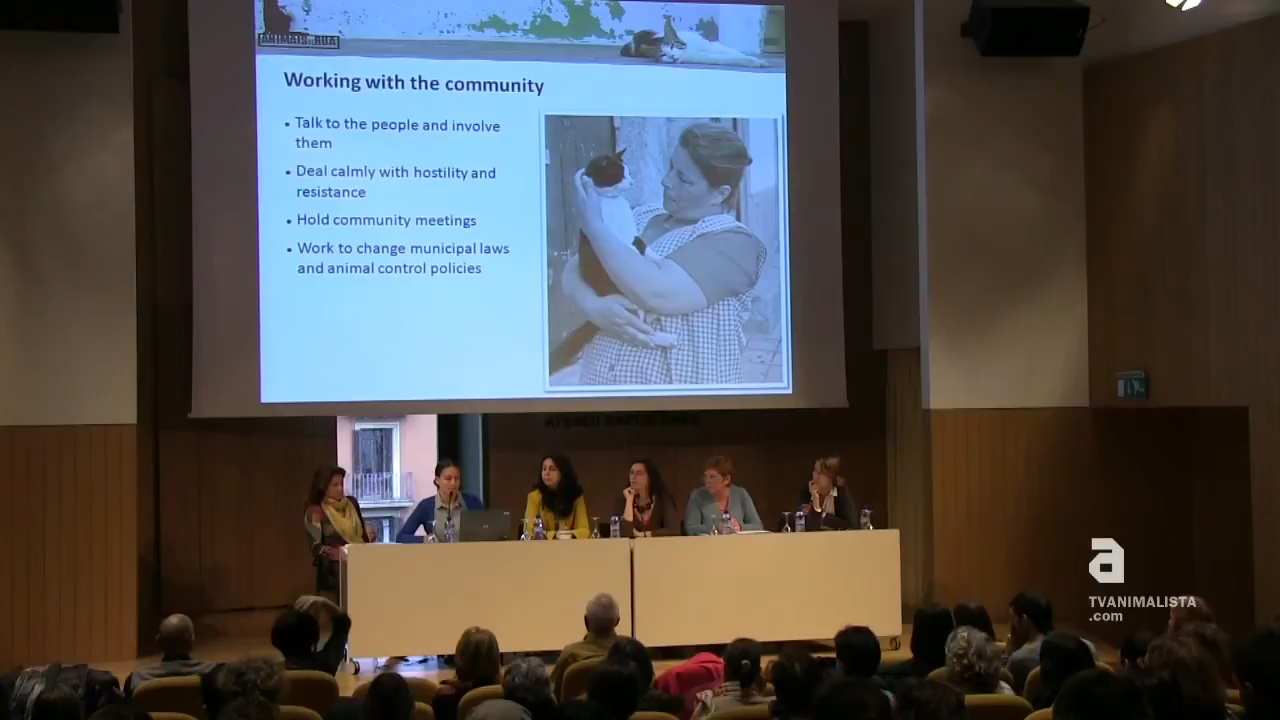 ANIMAIS DE RUA
Working with the community
• Talk to the people and involve
them
• Deal calmly with hostility and
resistance
• Hold community meetings
• Work to change municipal laws
and animal control policies
a
TVANIMALISTA
.com